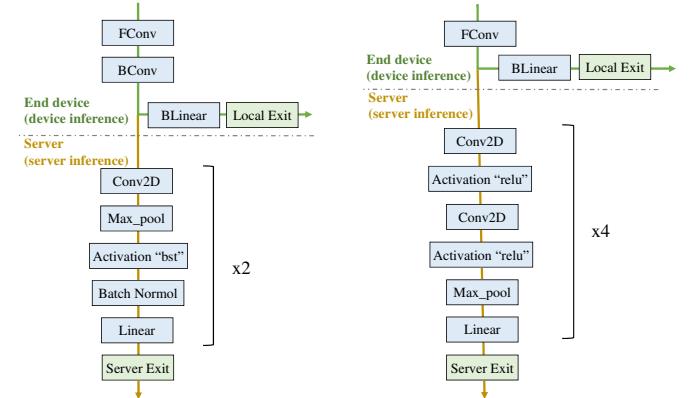 FConv
BConv
End device
(device inference)
BLinear
Local Exit
Server
(server inference)
Conv2D
Max_pool
Activation “bst”
Batch Normol
Linear
x2
Server Exit
FConv
End device
(device inference)
BLinear
Local Exit
Server
(server inference)
Conv2D
Activation “relu”
Conv2D
Activation “relu”
Max_pool
Linear
x4
Server Exit